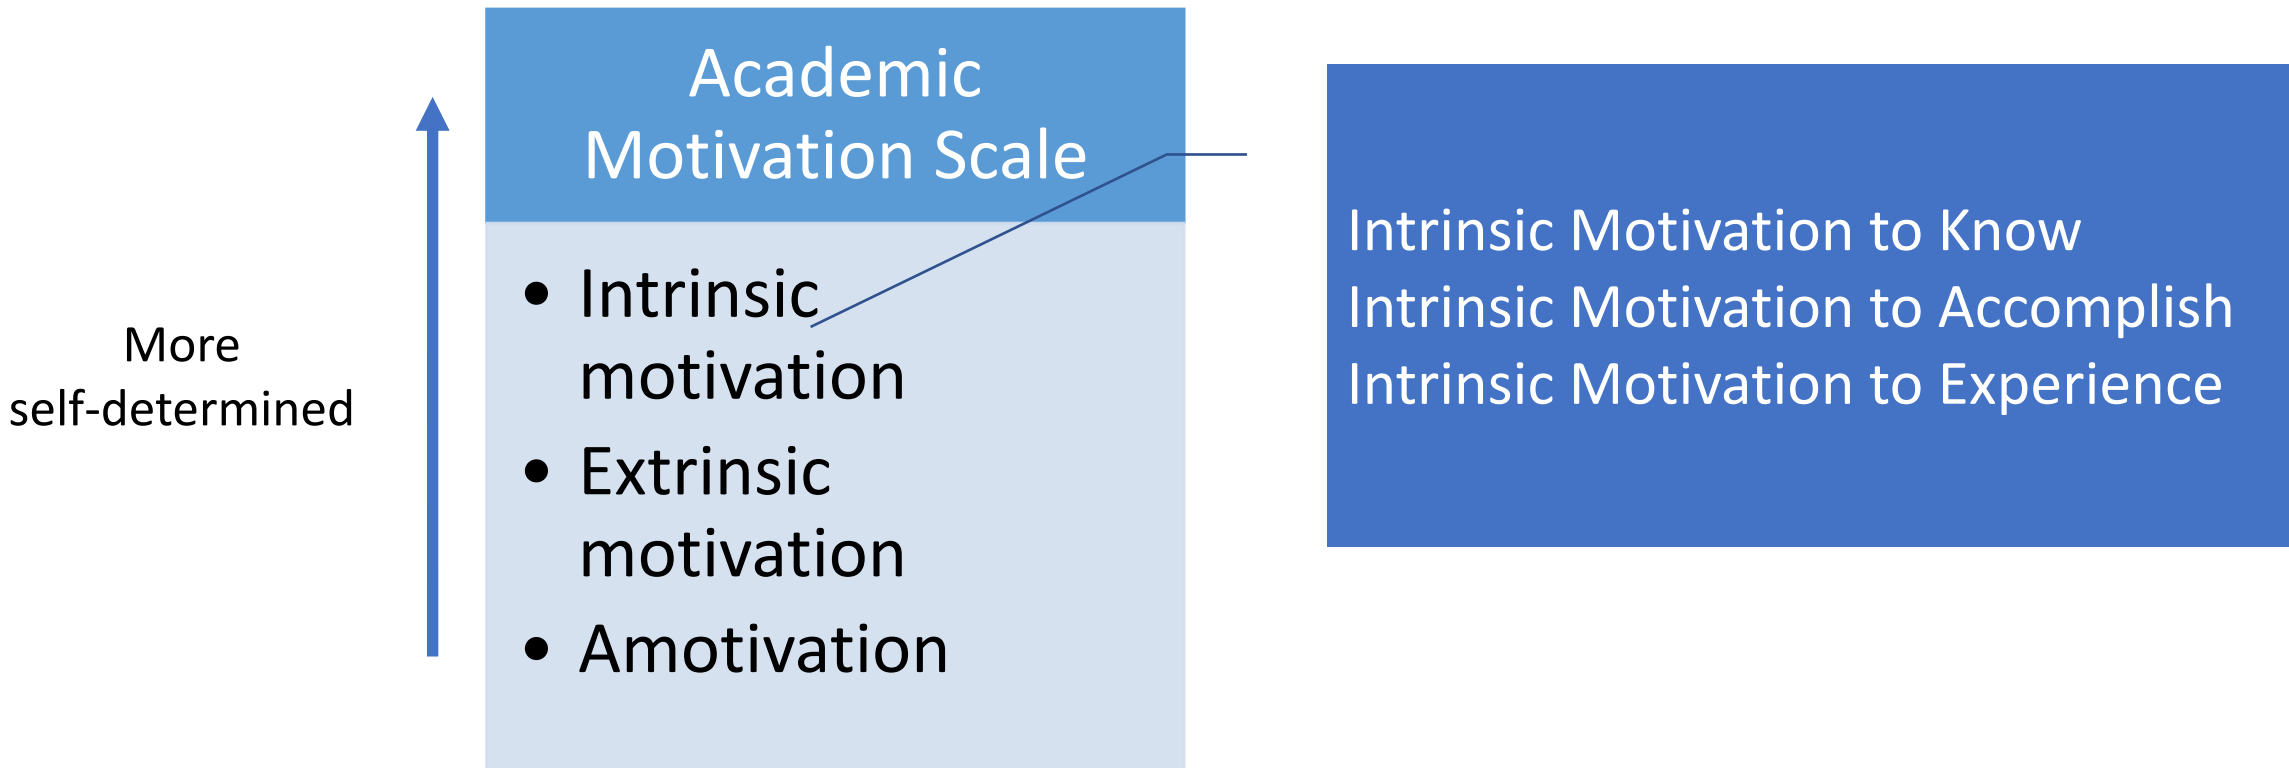 Academic
Motivation Scale
More
self-determined
• Intrinsic
motivation
• Extrinsic
motivation
• Amotivation
Intrinsic Motivation to Know
Intrinsic Motivation to Accomplish
Intrinsic Motivation to Experience